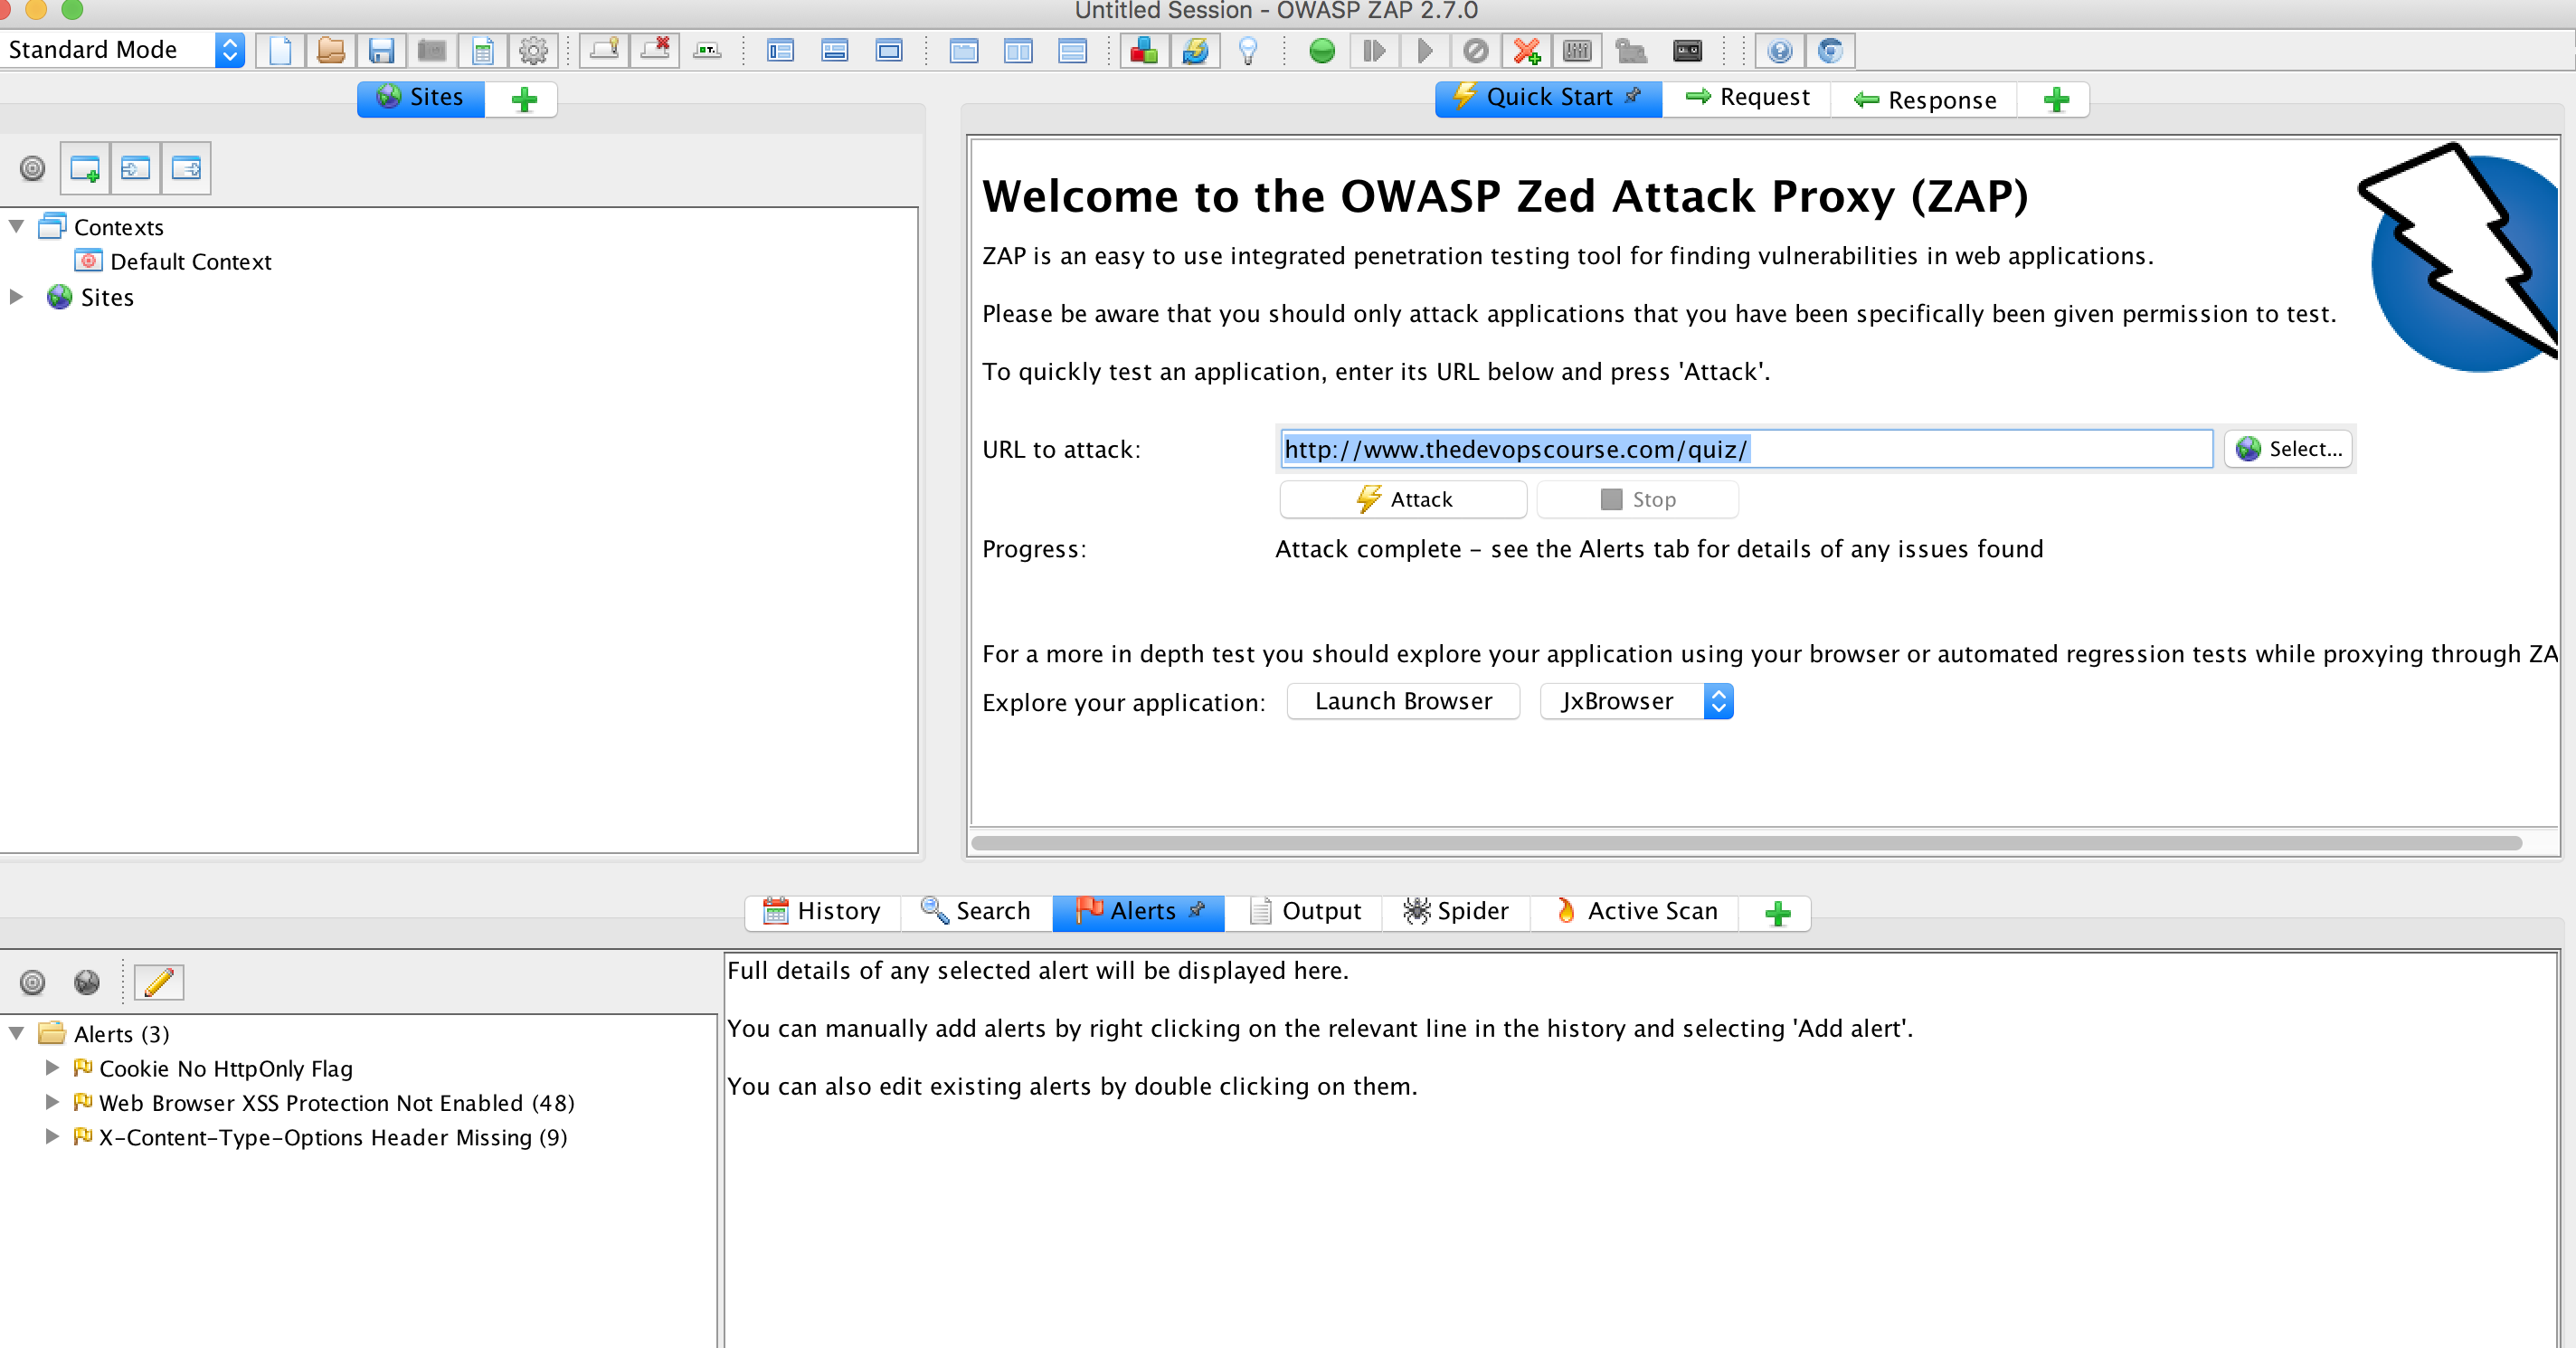 Untitled Session - OWASP ZAP 2.7.0
Standard Mode
Sites
Quick Start
Request
Response
Contexts
Default Context
Sites
Welcome to the OWASP Zed Attack Proxy (ZAP)
ZAP is an easy to use integrated penetration testing tool for finding vulnerabilities in web applications.
Please be aware that you should only attack applications that you have been specifically been given permission to test.
To quickly test an application, enter its URL below and press 'Attack'.
URL to attack: http://www.thedevopscourse.com/quiz/ Select...
Attack Stop
Progress: Attack complete - see the Alerts tab for details of any issues found
For a more in depth test you should explore your application using your browser or automated regression tests while proxying through ZA
Explore your application: Launch Browser JxBrowser
History Search Alerts Output Spider Active Scan
Alerts (3)
Cookie No HttpOnly Flag
Web Browser XSS Protection Not Enabled (48)
X-Content-Type-Options Header Missing (9)
Full details of any selected alert will be displayed here.
You can manually add alerts by right clicking on the relevant line in the history and selecting 'Add alert'.
You can also edit existing alerts by double clicking on them.